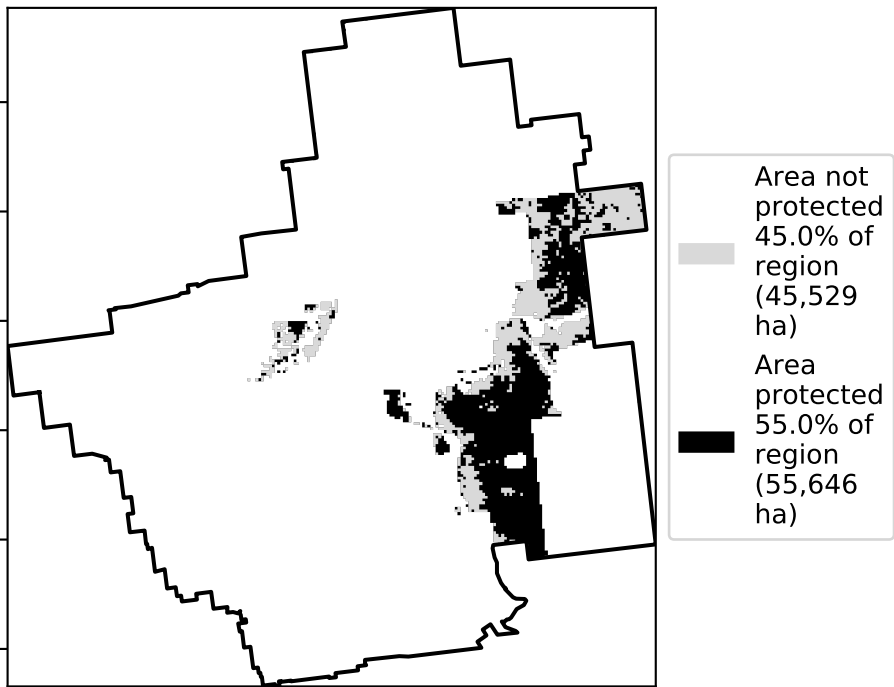 Area not
protected
45.0% of
region
(45,529
ha)
Area
protected
55.0% of
region
(55,646
ha)